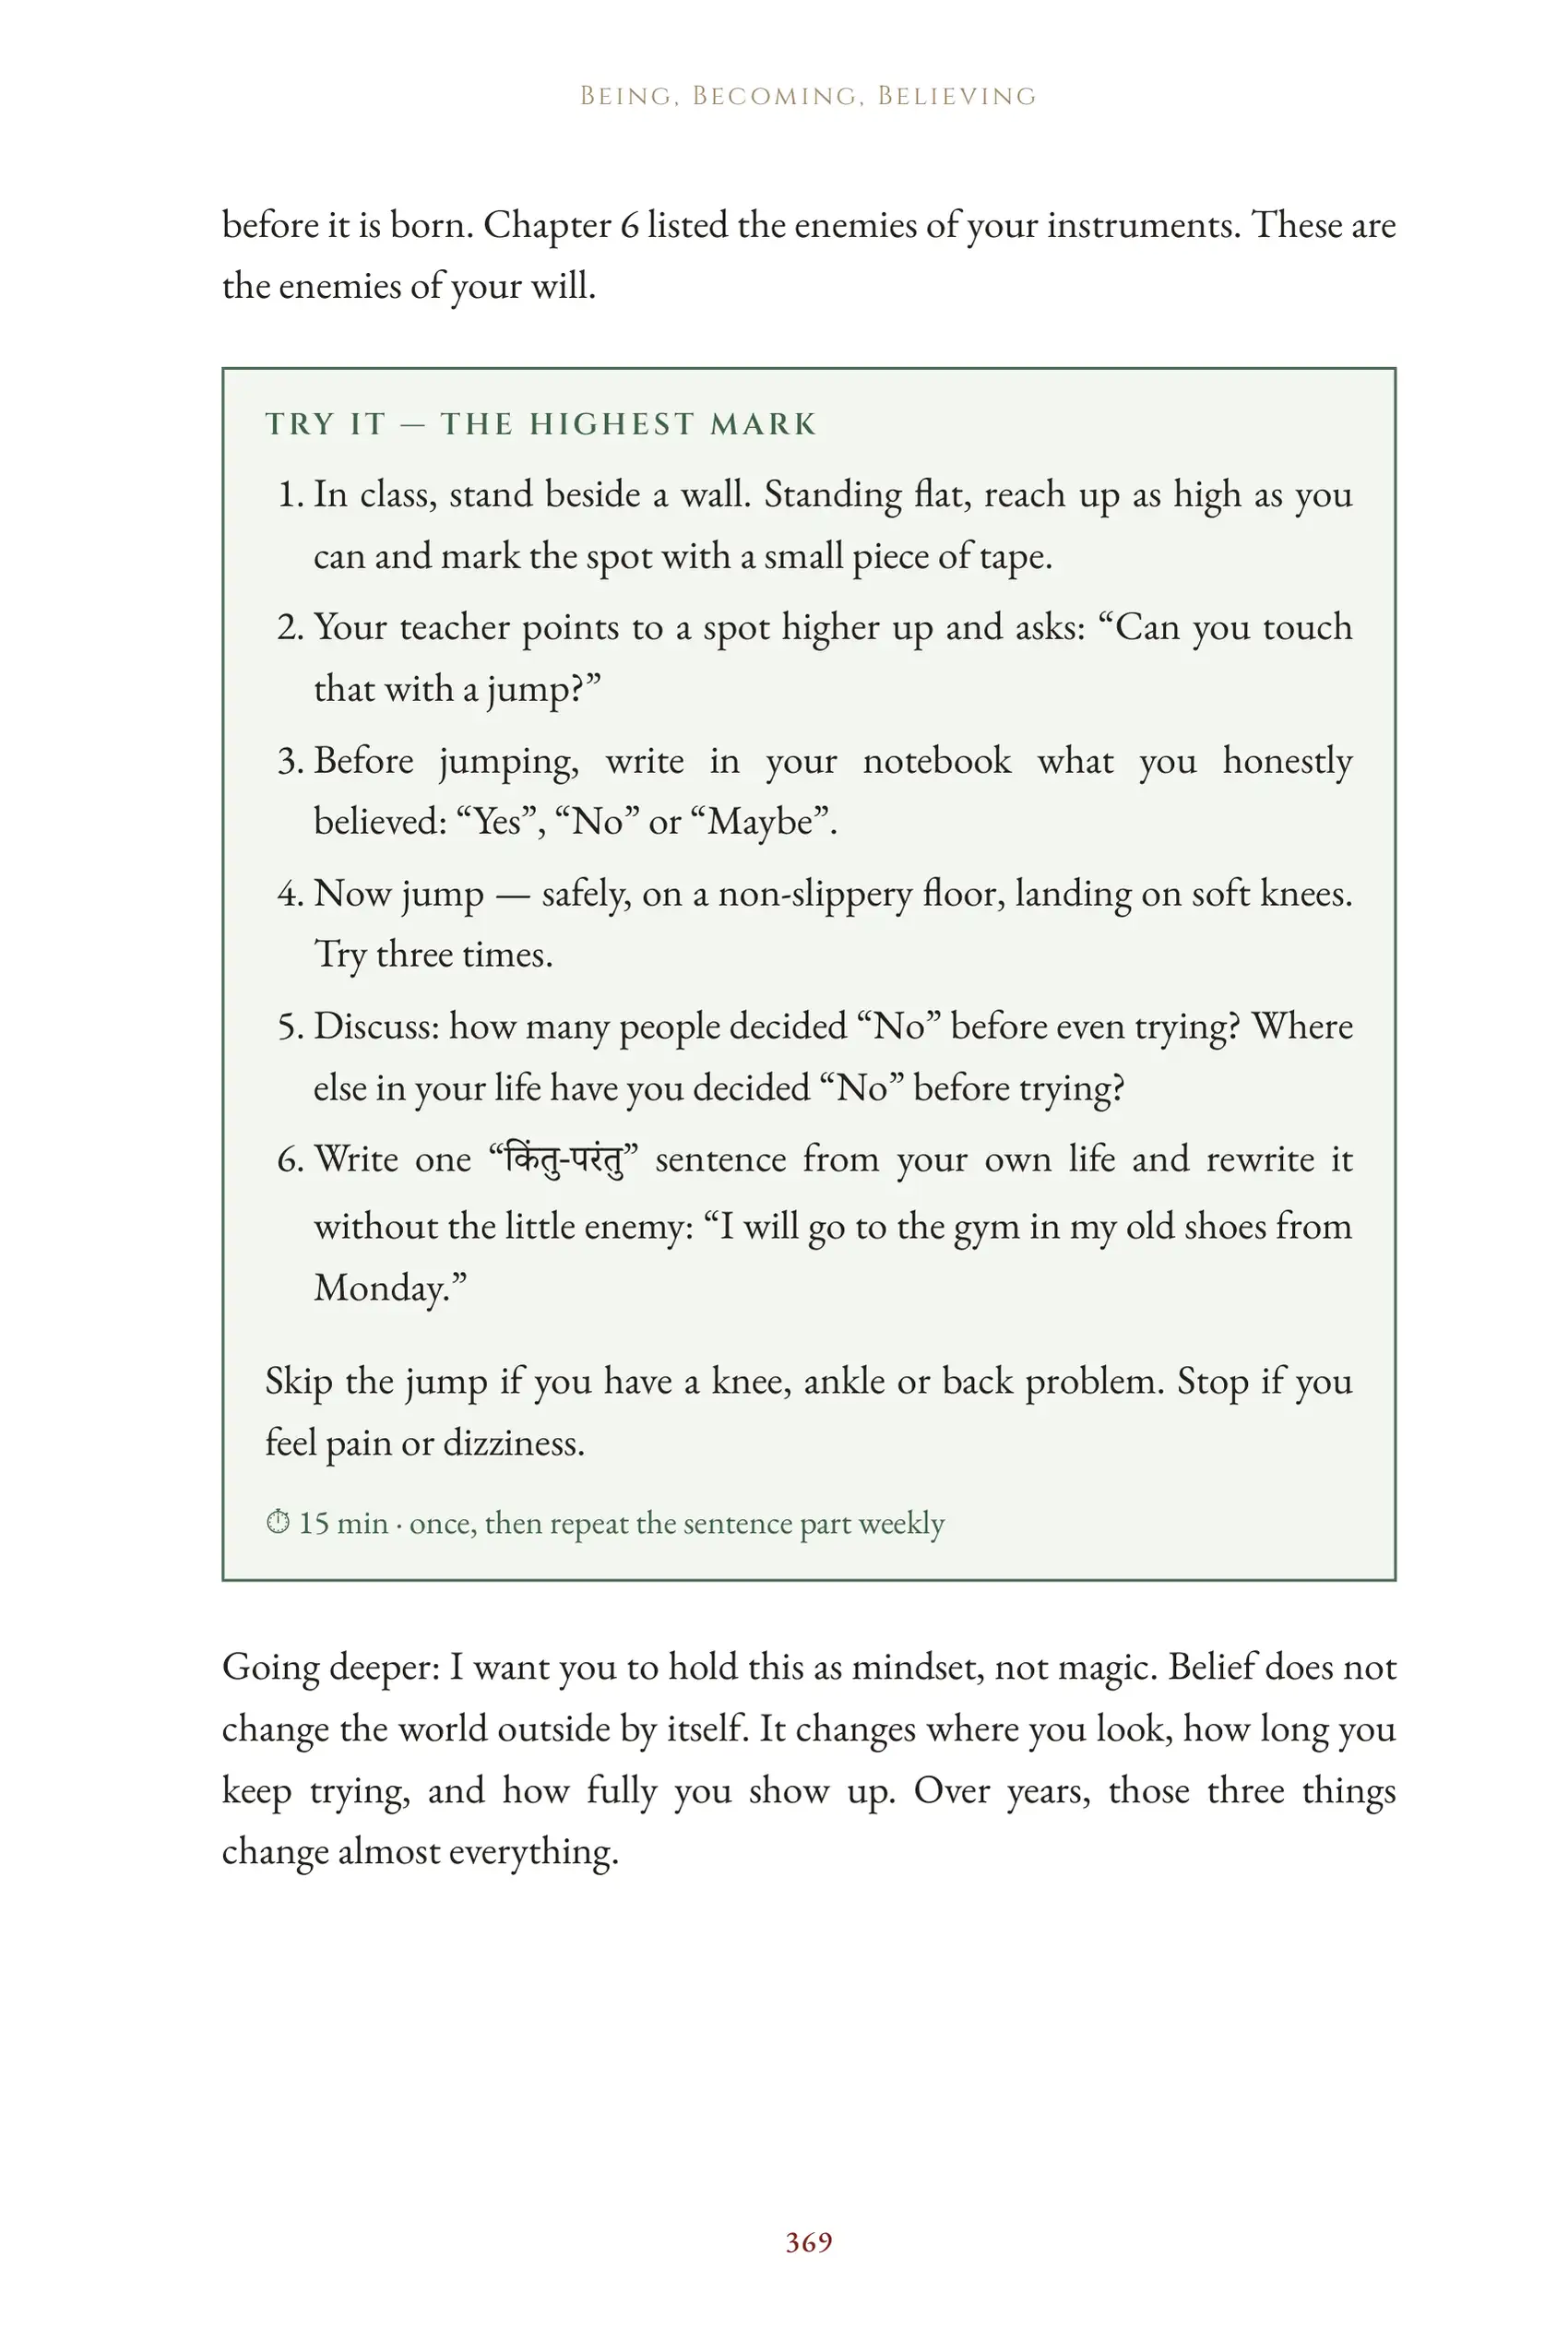 Being, Becoming, Believing
before it is born. Chapter 6 listed the enemies of your instruments. These are
the enemies of your will.
TRY IT — THE HIGHEST MARK
1. In class, stand beside a wall. Standing flat, reach up as high as you
can and mark the spot with a small piece of tape.
2. Your teacher points to a spot higher up and asks: “Can you touch
that with a jump?”
3. Before jumping, write in your notebook what you honestly
believed: “Yes”, “No” or “Maybe”.
4. Now jump — safely, on a non-slippery floor, landing on soft knees.
Try three times.
5. Discuss: how many people decided “No” before even trying? Where
else in your life have you decided “No” before trying?
6. Write one “किंतु-परंतु” sentence from your own life and rewrite it
without the little enemy: “I will go to the gym in my old shoes from
Monday.”
Skip the jump if you have a knee, ankle or back problem. Stop if you
feel pain or dizziness.
⏱ 15 min · once, then repeat the sentence part weekly
Going deeper: I want you to hold this as mindset, not magic. Belief does not
change the world outside by itself. It changes where you look, how long you
keep trying, and how fully you show up. Over years, those three things
change almost everything.
369